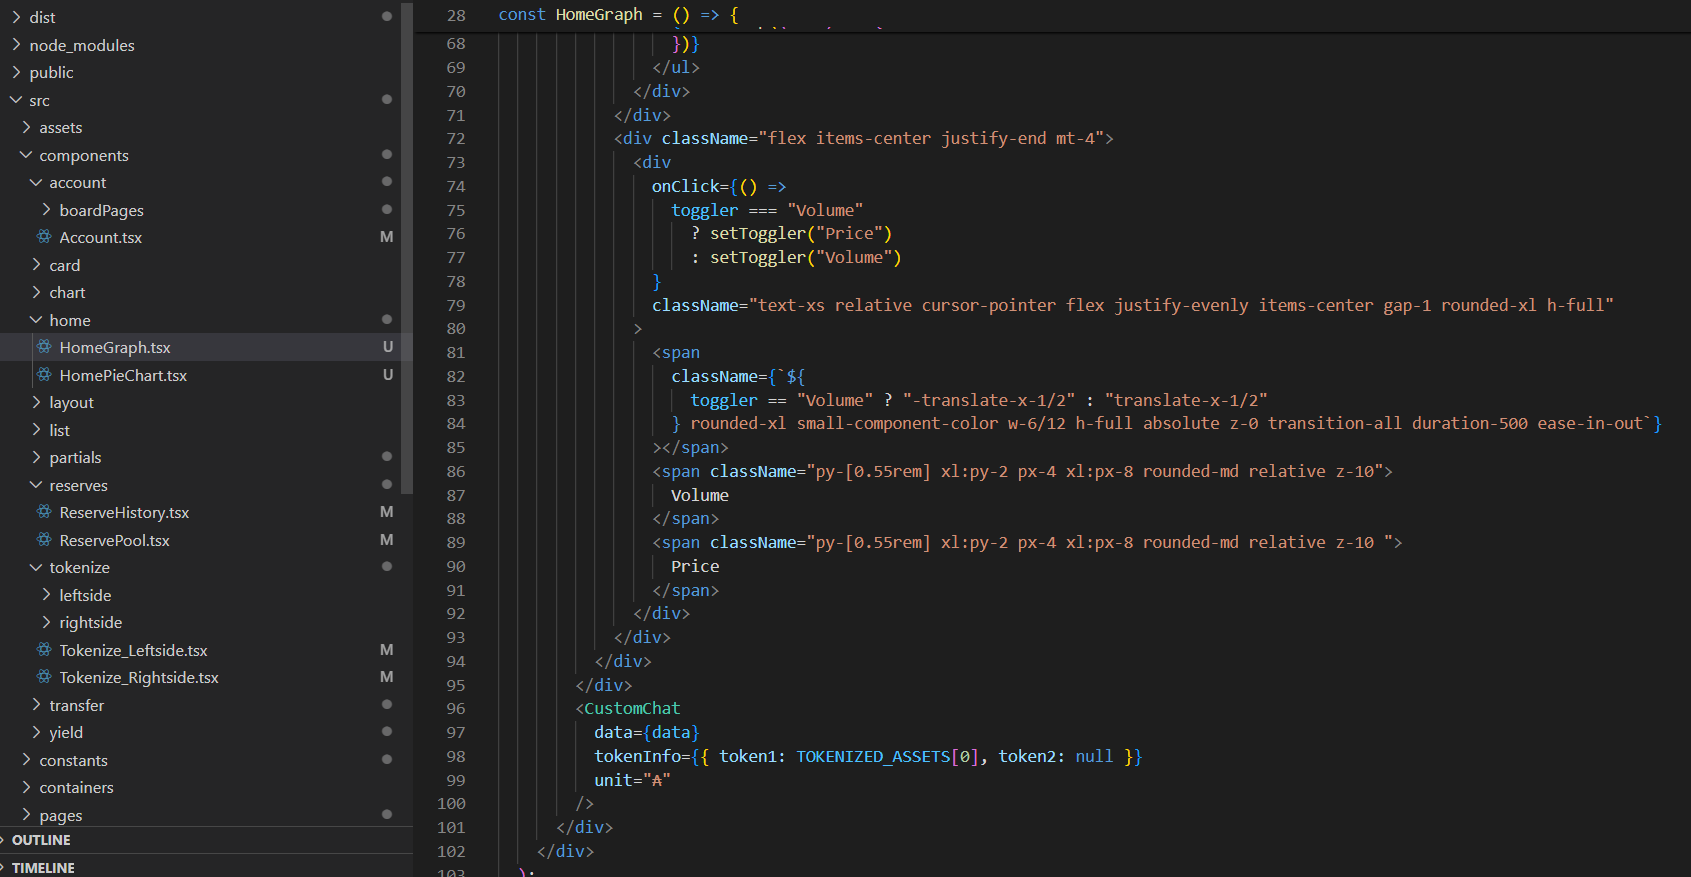 dist
node_modules
public
src
assets
components
account
boardPages
Account.tsx M
card
chart
home
HomeGraph.tsx U
HomePieChart.tsx U
layout
list
partials
reserves
ReserveHistory.tsx M
ReservePool.tsx M
tokenize
leftside
rightside
Tokenize_Leftside.tsx M
Tokenize_Rightside.tsx M
transfer
yield
constants
containers
pages
OUTLINE
TIMELINE
28 const HomeGraph = () => {
68 })}
69 </ul>
70 </div>
71 </div>
72 <div className="flex items-center justify-end mt-4">
73 <div
74 onClick={() =>
75 toggler === "Volume"
76 ? setToggler("Price")
77 : setToggler("Volume")
78 }
79 className="text-xs relative cursor-pointer flex justify-evenly items-center gap-1 rounded-xl h-full"
80 >
81 <span
82 className={`${
83 toggler == "Volume" ? "-translate-x-1/2" : "translate-x-1/2"
84 } rounded-xl small-component-color w-6/12 h-full absolute z-0 transition-all duration-500 ease-in-out`}
85 ></span>
86 <span className="py-[0.55rem] xl:py-2 px-4 xl:px-8 rounded-md relative z-10">
87 Volume
88 </span>
89 <span className="py-[0.55rem] xl:py-2 px-4 xl:px-8 rounded-md relative z-10 ">
90 Price
91 </span>
92 </div>
93 </div>
94 </div>
95 </div>
96 <CustomChat
97 data={data}
98 tokenInfo={{ token1: TOKENIZED_ASSETS[0], token2: null }}
99 unit="₳"
100 />
101 </div>
102 </div>
103 );